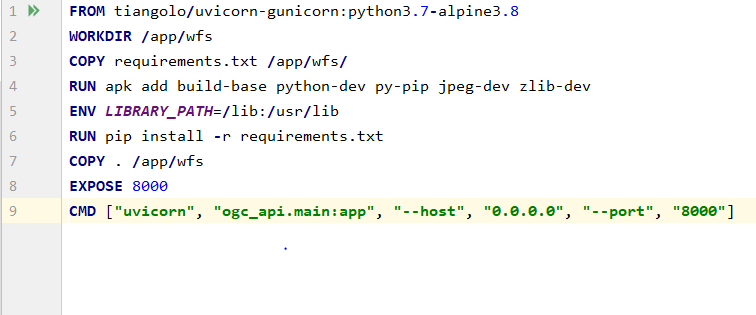 1 FROM tiangolo/uvicorn-gunicorn:python3.7-alpine3.8
2 WORKDIR /app/wfs
3 COPY requirements.txt /app/wfs/
4 RUN apk add build-base python-dev py-pip jpeg-dev zlib-dev
5 ENV LIBRARY_PATH=/lib:/usr/lib
6 RUN pip install -r requirements.txt
7 COPY . /app/wfs
8 EXPOSE 8000
9 CMD ["uvicorn", "ogc_api.main:app", "--host", "0.0.0.0", "--port", "8000"]